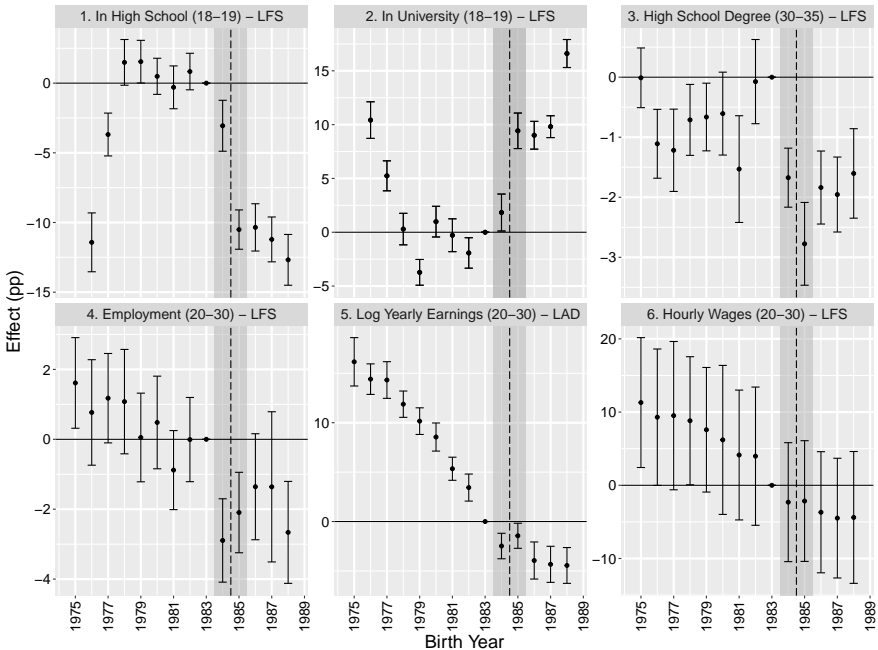 1. In High School (18–19) – LFS
2. In University (18–19) – LFS
3. High School Degree (30–35) – LFS
0
−5
−10
−15
15
10
5
0
−5
0
−1
−2
−3
Effect (pp)
4. Employment (20–30) – LFS
5. Log Yearly Earnings (20–30) – LAD
6. Hourly Wages (20–30) – LFS
2
0
−2
−4
10
0
20
10
0
−10
1975 1977 1979 1981 1983 1985 1987 1989
1975 1977 1979 1981 1983 1985 1987 1989
1975 1977 1979 1981 1983 1985 1987 1989
Birth Year